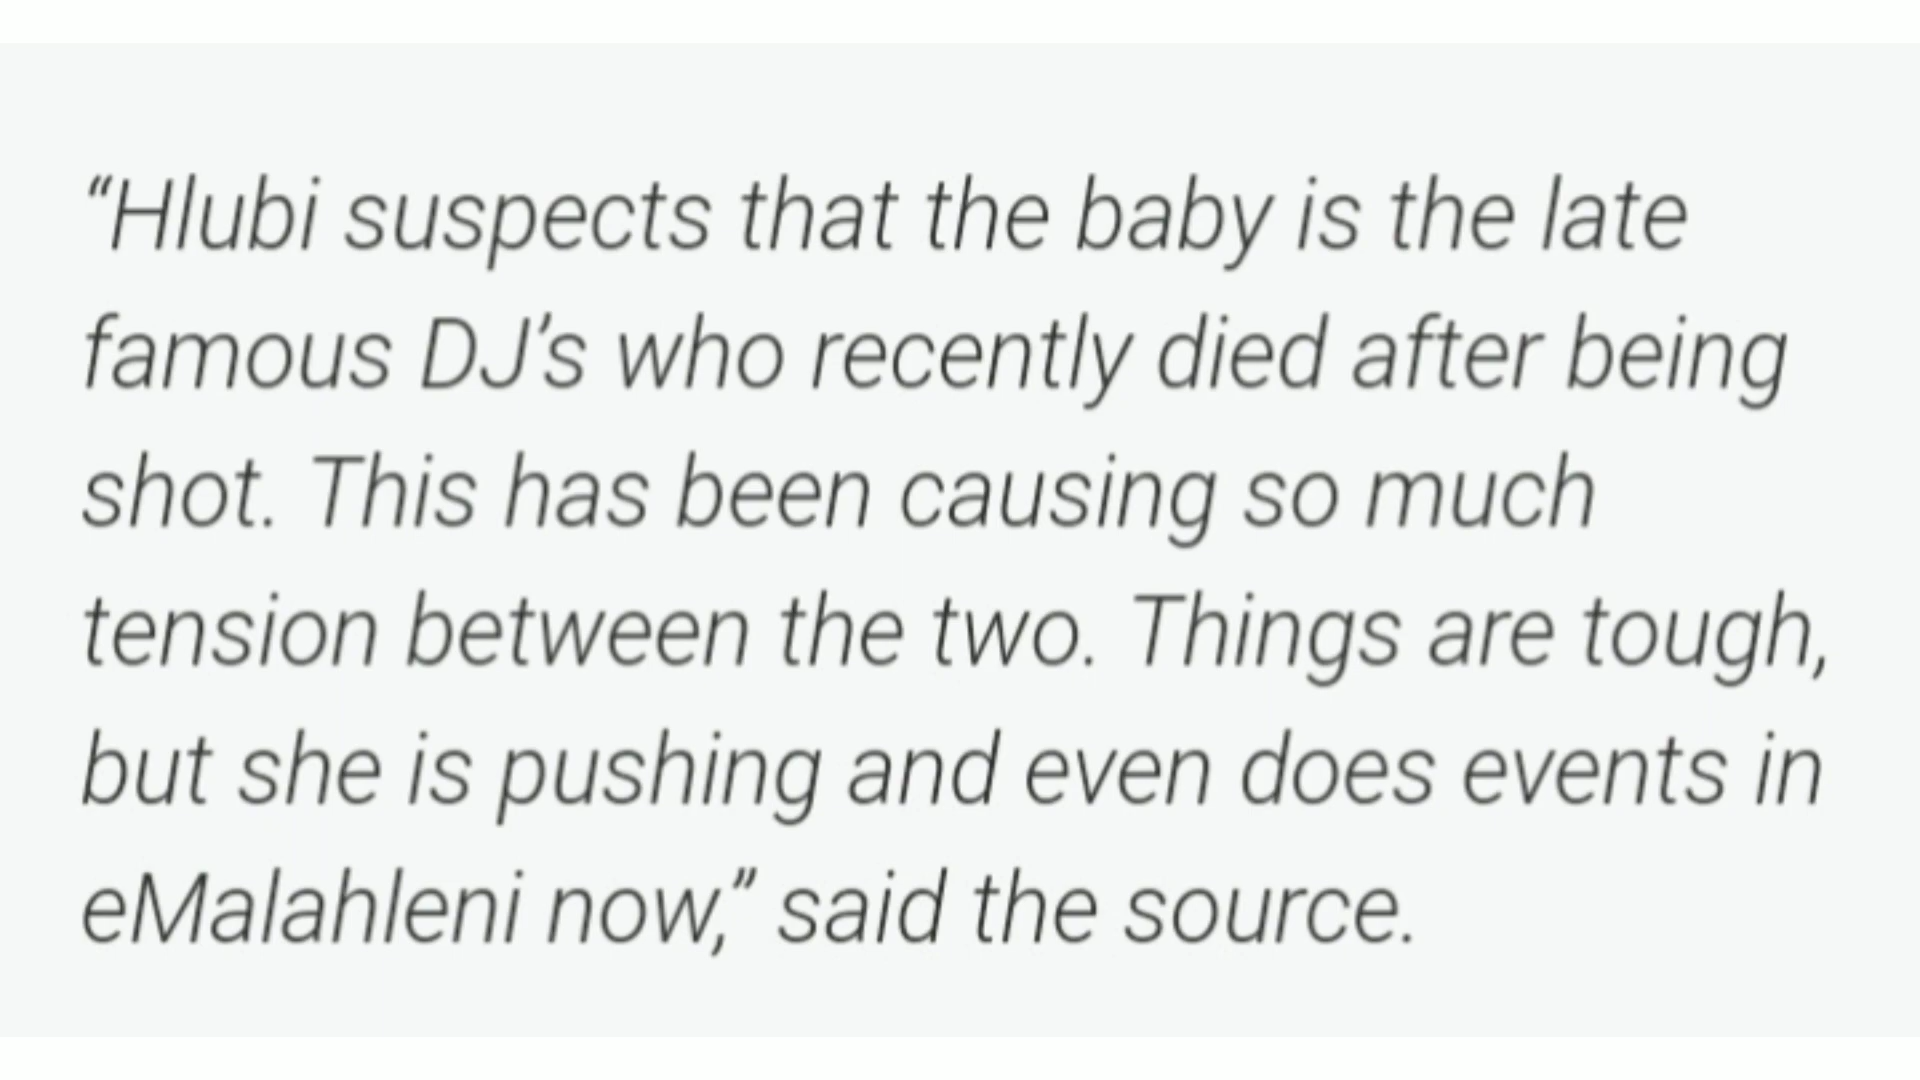 “Hlubi suspects that the baby is the late
famous DJ’s who recently died after being
shot. This has been causing so much
tension between the two. Things are tough,
but she is pushing and even does events in
eMalahleni now,” said the source.